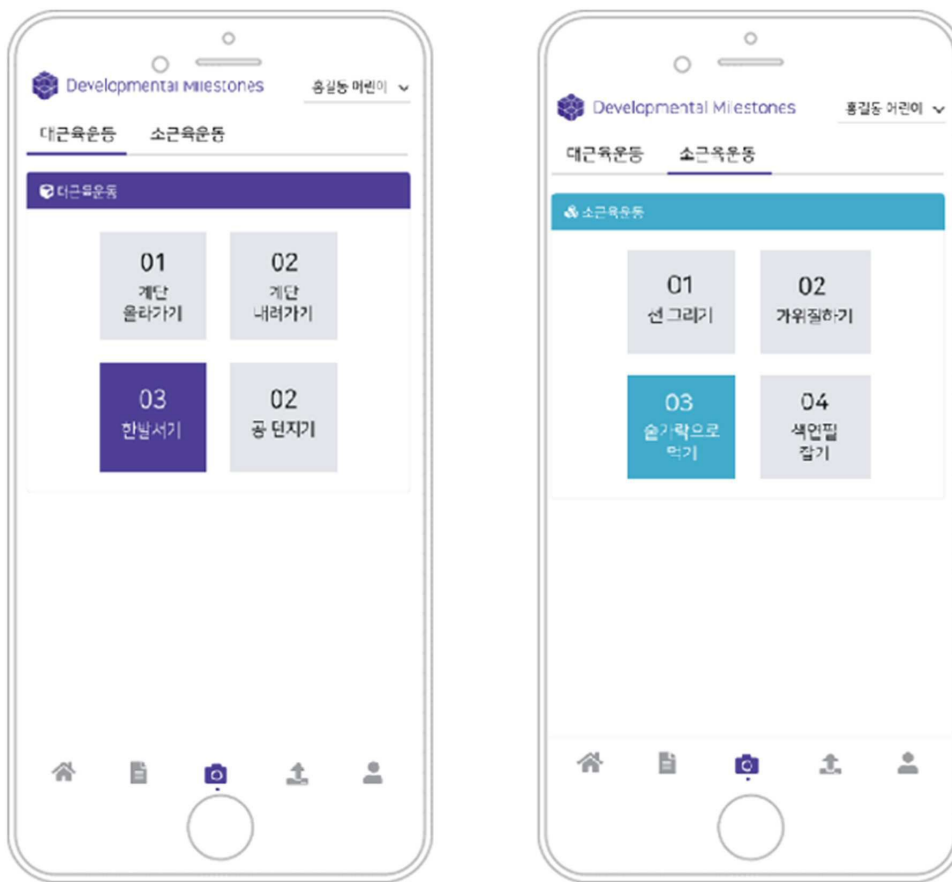 Developmental Milestones
홍길동 어린이
대근육운동 소근육운동
대근육운동
01
계단
올라가기
02
계단
내려가기
03
한발서기
02
공 던지기
Developmental Milestones
홍길동 어린이
대근육운동 소근육운동
소근육운동
01
선 그리기
02
가위질하기
03
숟가락으로
먹기
04
색연필
잡기